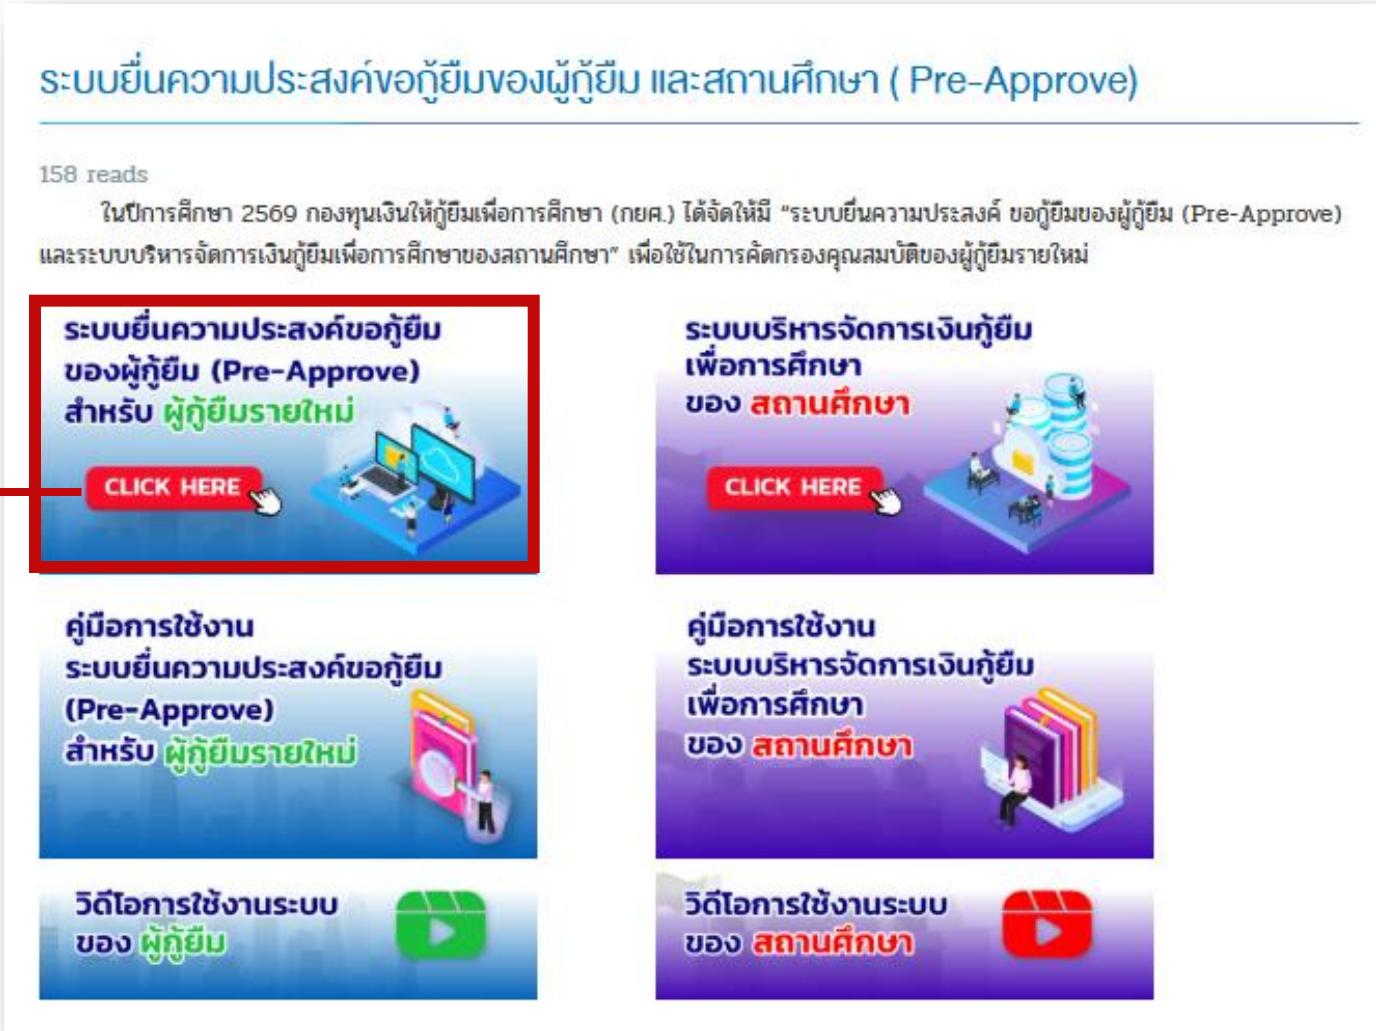 ระบบยื่นความประสงค์ขอกู้ยืมของผู้กู้ยืม และสถานศึกษา ( Pre-Approve)
158 reads
ในปีการศึกษา 2569 กองทุนเงินให้กู้ยืมเพื่อการศึกษา (กยศ.) ได้จัดให้มี “ระบบยื่นความประสงค์ ขอกู้ยืมของผู้กู้ยืม (Pre-Approve)
และระบบบริหารจัดการเงินกู้ยืมเพื่อการศึกษาของสถานศึกษา” เพื่อใช้ในการคัดกรองคุณสมบัติของผู้กู้ยืมรายใหม่
ระบบยื่นความประสงค์ขอกู้ยืม
ของผู้กู้ยืม (Pre-Approve)
สำหรับ ผู้กู้ยืมรายใหม่
CLICK HERE
ระบบบริหารจัดการเงินกู้ยืม
เพื่อการศึกษา
ของ สถานศึกษา
CLICK HERE
คู่มือการใช้งาน
ระบบยื่นความประสงค์ขอกู้ยืม
(Pre-Approve)
สำหรับ ผู้กู้ยืมรายใหม่
คู่มือการใช้งาน
ระบบบริหารจัดการเงินกู้ยืม
เพื่อการศึกษา
ของ สถานศึกษา
วิดีโอการใช้งานระบบ
ของ ผู้กู้ยืม
วิดีโอการใช้งานระบบ
ของ สถานศึกษา